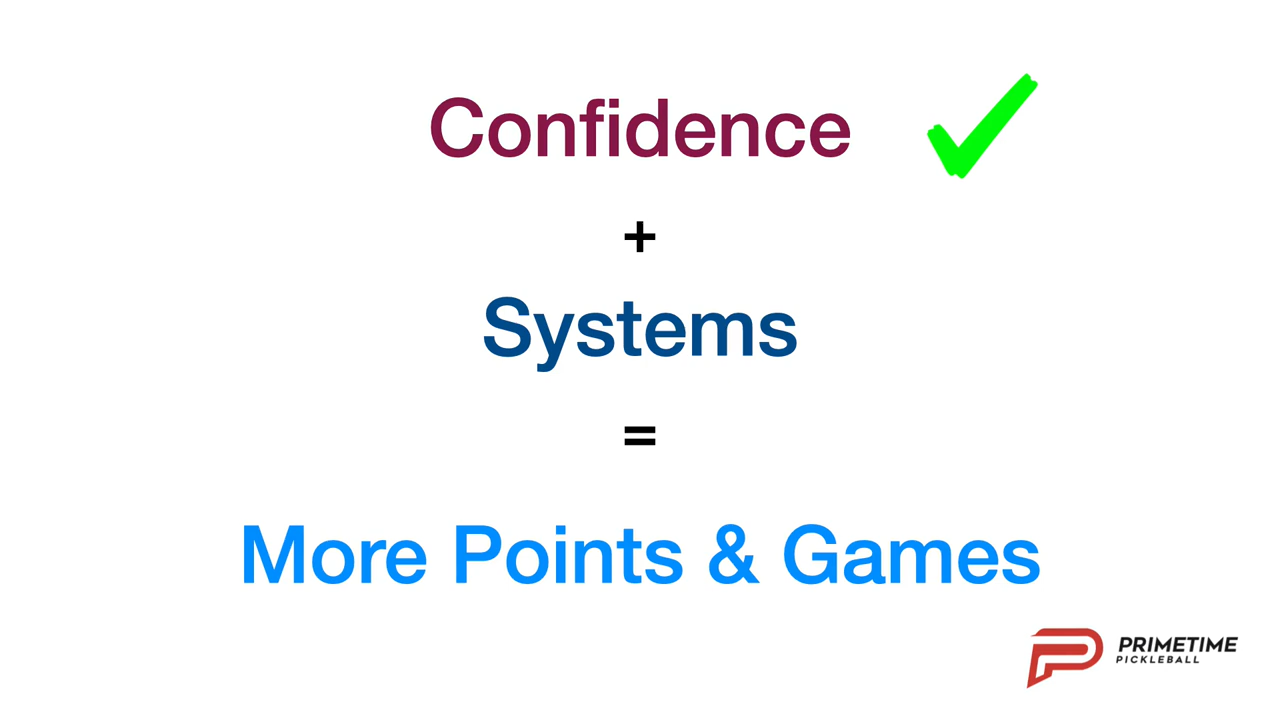 Confidence
+
Systems
=
More Points & Games
PRIMETIME
PICKLEBALL